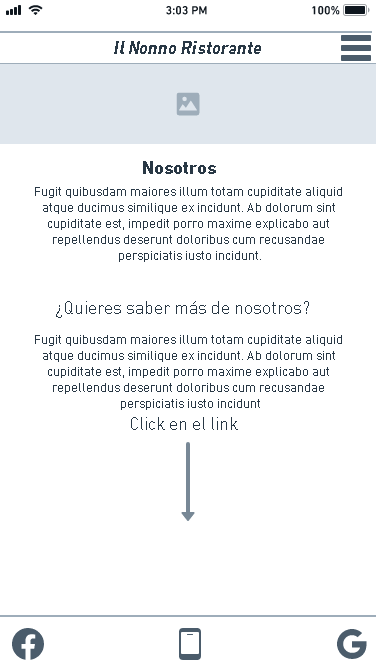 3:03 PM
100%
Il Nonno Ristorante
Nosotros
Fugit quibusdam maiores illum totam cupiditate aliquid
atque ducimus similique ex incidunt. Ab dolorum sint
cupiditate est, impedit porro maxime explicabo aut
repellendus deserunt doloribus cum recusandae
perspiciatis iusto incidunt.
¿Quieres saber más de nosotros?
Fugit quibusdam maiores illum totam cupiditate aliquid
atque ducimus similique ex incidunt. Ab dolorum sint
cupiditate est, impedit porro maxime explicabo aut
repellendus deserunt doloribus cum recusandae
perspiciatis iusto incidunt
Click en el link